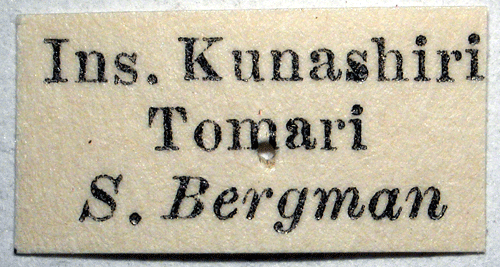 Ins. Kunashiri
Tomari
S. Bergman